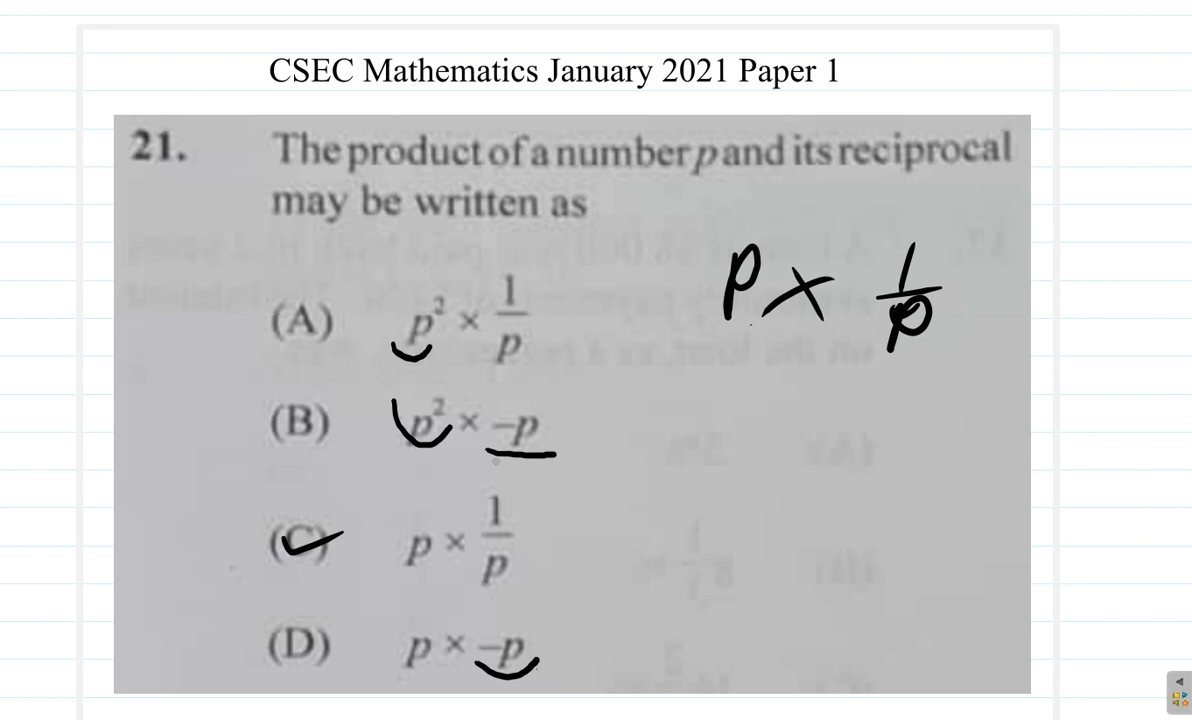 CSEC Mathematics January 2021 Paper 1
21. The product of a number p and its reciprocal
may be written as
(A) p² × 1/p
p × 1/p
(B) p² × −p
(C) p × 1/p
(D) p × −p